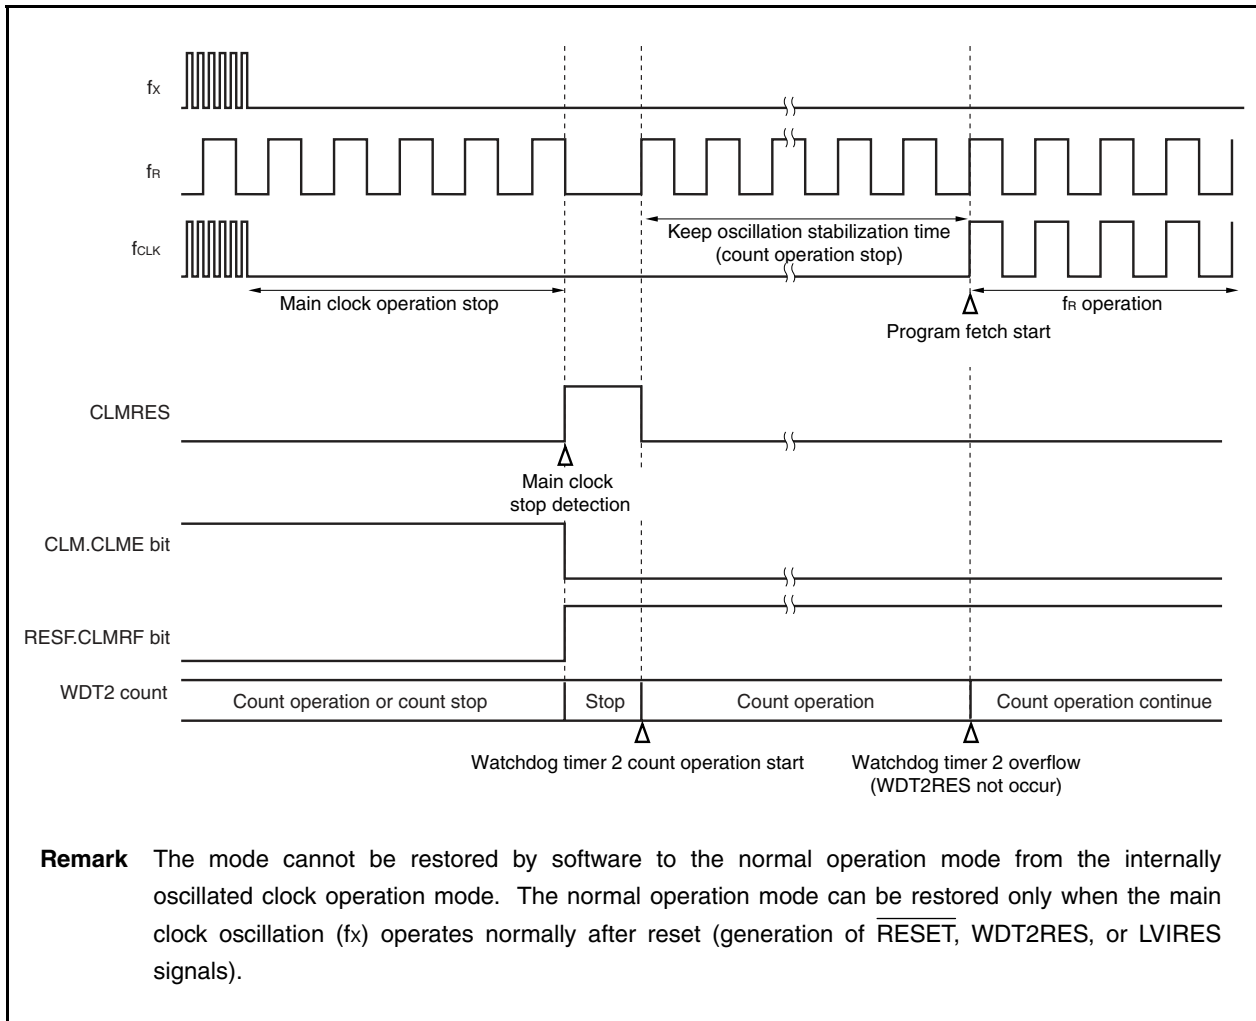 fX
fR
Keep oscillation stabilization time
(count operation stop)
fCLK
Main clock operation stop
fR operation
Program fetch start
CLMRES
Main clock
stop detection
CLM.CLME bit
RESF.CLMRF bit
WDT2 count
Count operation or count stop
Stop
Count operation
Count operation continue
Watchdog timer 2 count operation start
Watchdog timer 2 overflow
(WDT2RES not occur)
Remark The mode cannot be restored by software to the normal operation mode from the internally
oscillated clock operation mode. The normal operation mode can be restored only when the main
clock oscillation (fX) operates normally after reset (generation of RESET, WDT2RES, or LVIRES
signals).